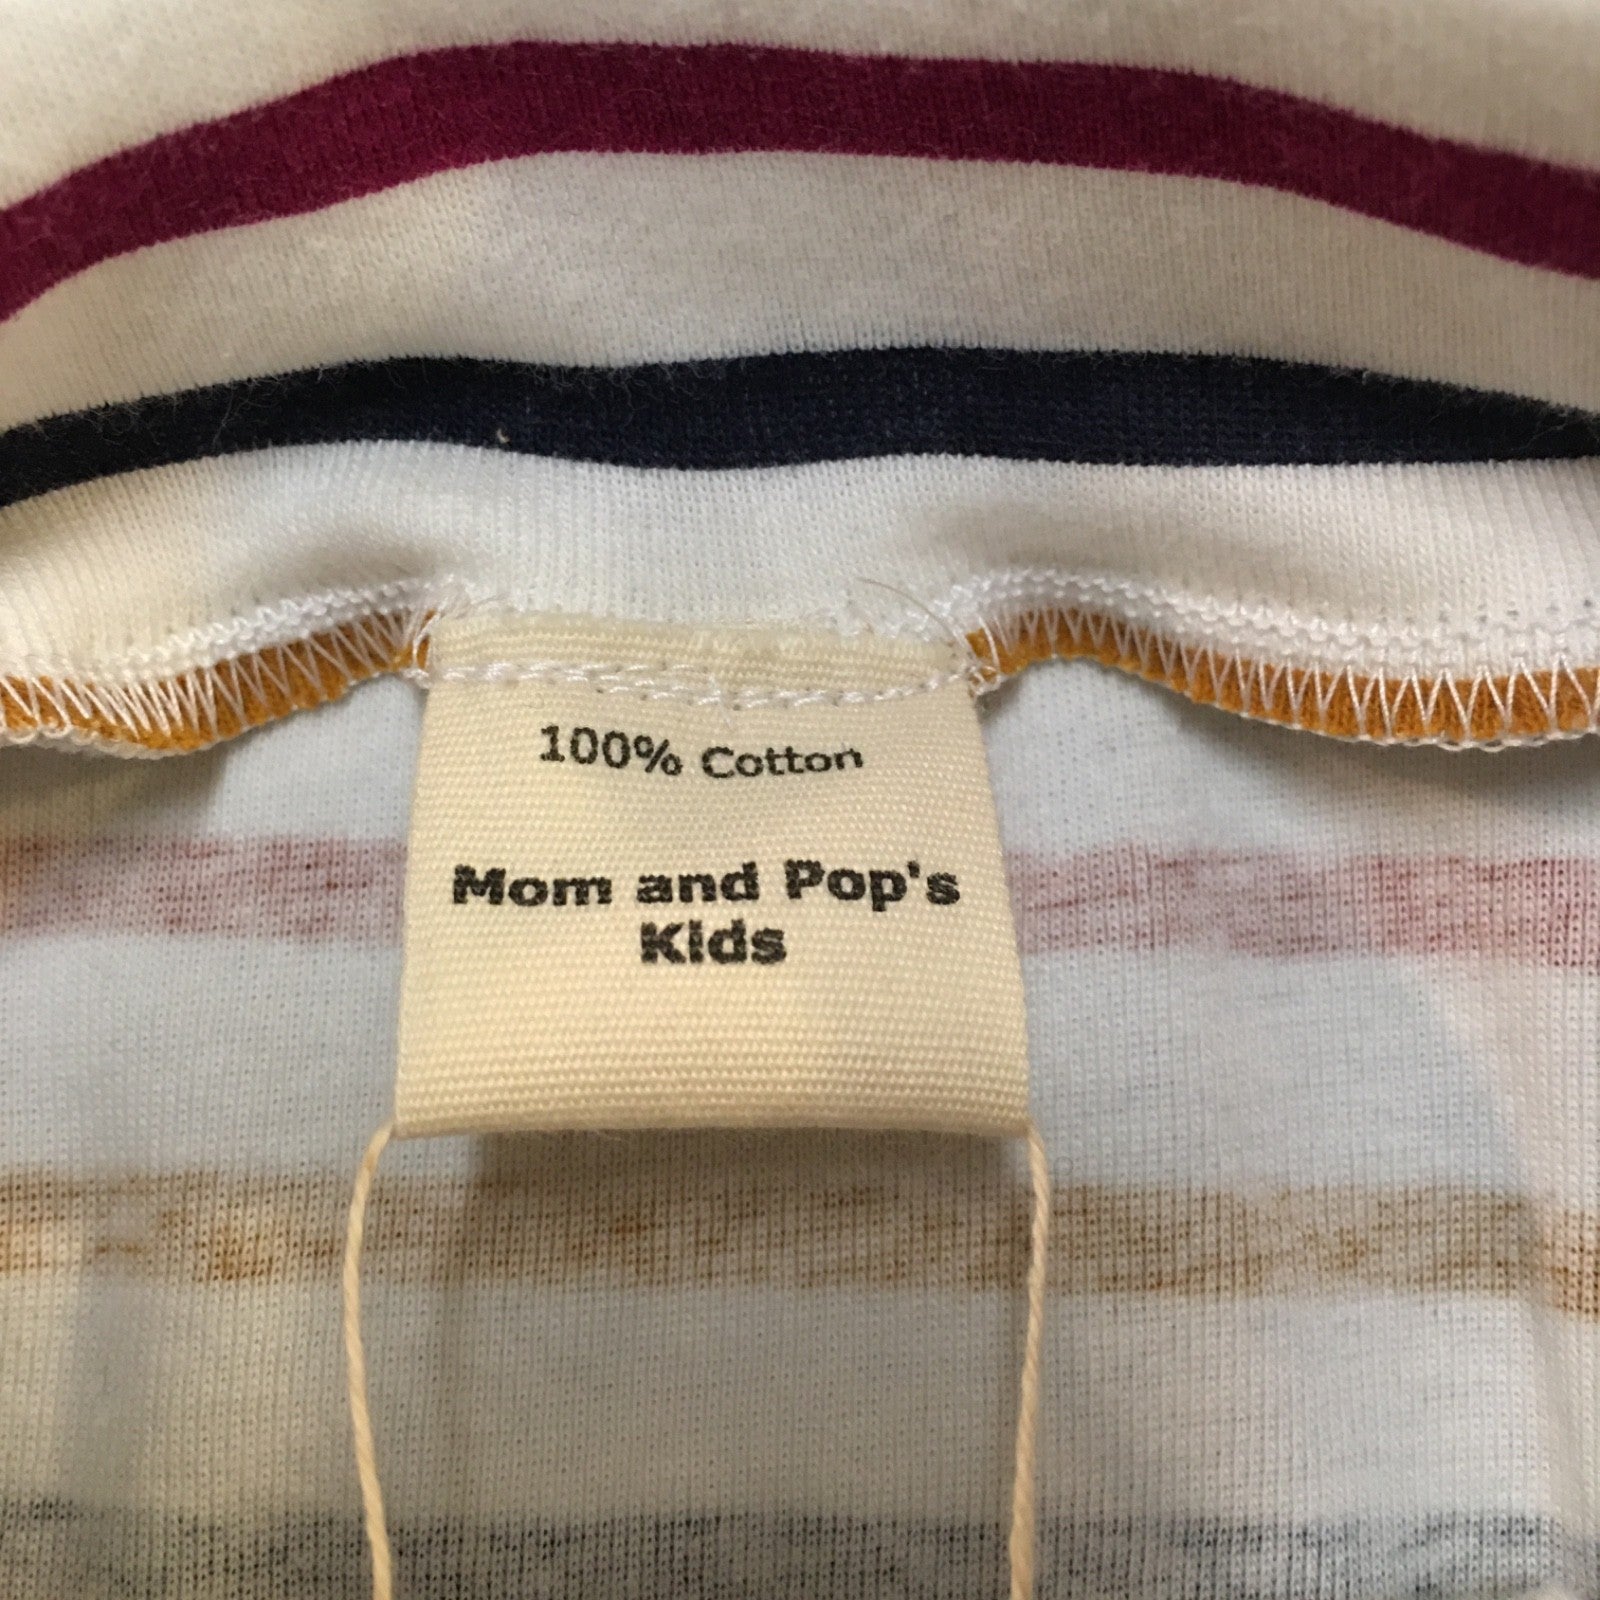 100% Cotton
Mom and Pop's
Kids